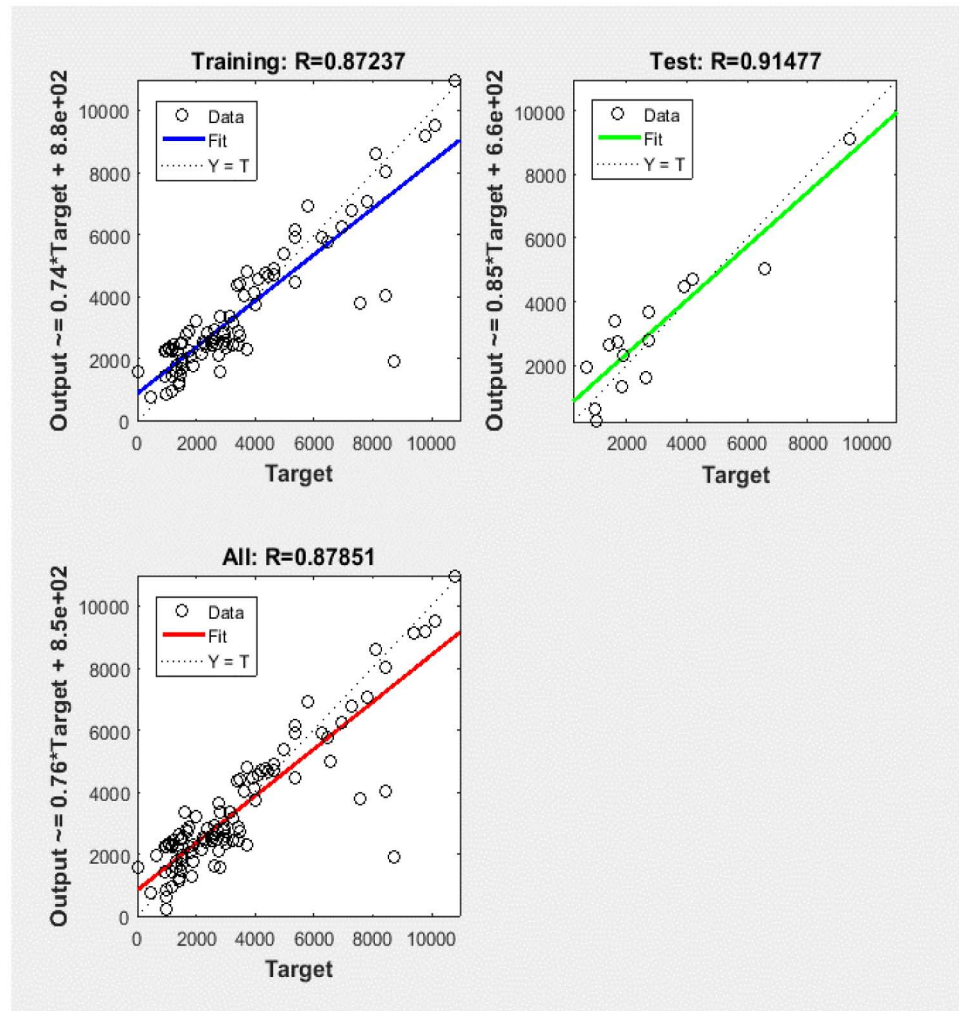 Training: R=0.87237
Output ~= 0.74*Target + 8.8e+02
10000
8000
6000
4000
2000
0
Data
Fit
Y = T
0 2000 4000 6000 8000 10000
Target
Test: R=0.91477
Output ~= 0.85*Target + 6.6e+02
10000
8000
6000
4000
2000
Data
Fit
Y = T
2000 4000 6000 8000 10000
Target
All: R=0.87851
Output ~= 0.76*Target + 8.5e+02
10000
8000
6000
4000
2000
0
Data
Fit
Y = T
0 2000 4000 6000 8000 10000
Target